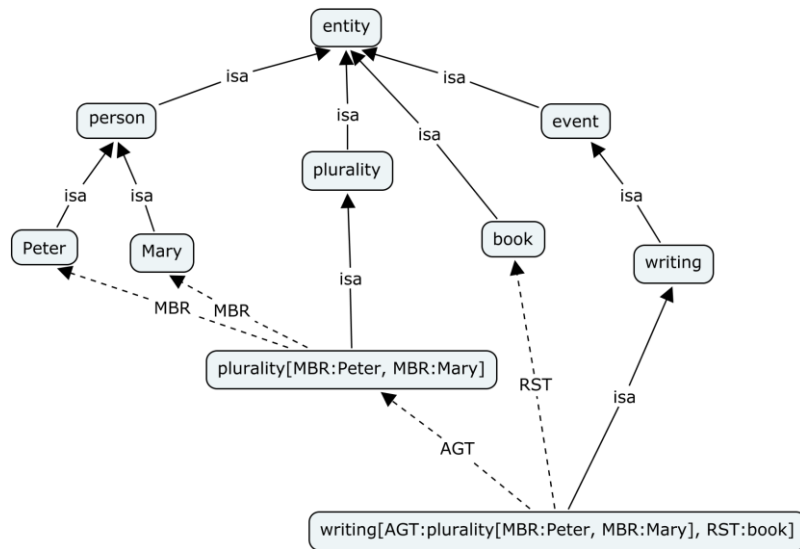 entity
isa
isa
person
isa
event
isa
plurality
isa
isa
isa
isa
Peter
Mary
book
writing
isa
MBR
MBR
plurality[MBR:Peter, MBR:Mary]
RST
isa
AGT
writing[AGT:plurality[MBR:Peter, MBR:Mary], RST:book]